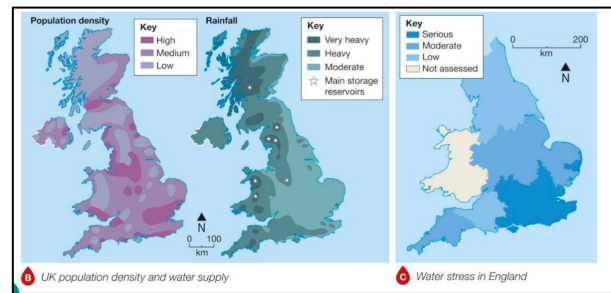 Population density
Key
High
Medium
Low
N
0 100
km
Rainfall
Key
Very heavy
Heavy
Moderate
Main storage
reservoirs
B UK population density and water supply
Key
Serious
Moderate
Low
Not assessed
0 200
km
N
C Water stress in England